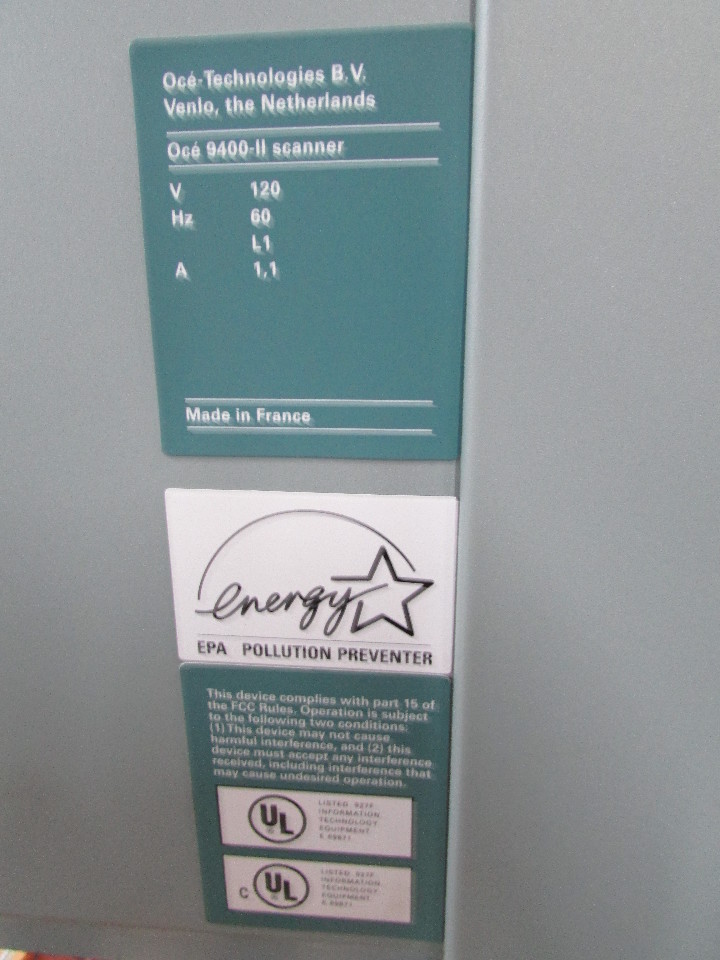 Océ-Technologies B.V.
Venlo, the Netherlands
Océ 9400-II scanner
V 120
Hz 60
L1
A 1,1
Made in France
energy
EPA POLLUTION PREVENTER
This device complies with part 15 of
the FCC Rules. Operation is subject
to the following two conditions:
(1) This device may not cause
harmful interference, and (2) this
device must accept any interference
received, including interference that
may cause undesired operation.
UL
LISTED
INFORMATION
TECHNOLOGY
EQUIPMENT
C UL
LISTED
INFORMATION
TECHNOLOGY
EQUIPMENT